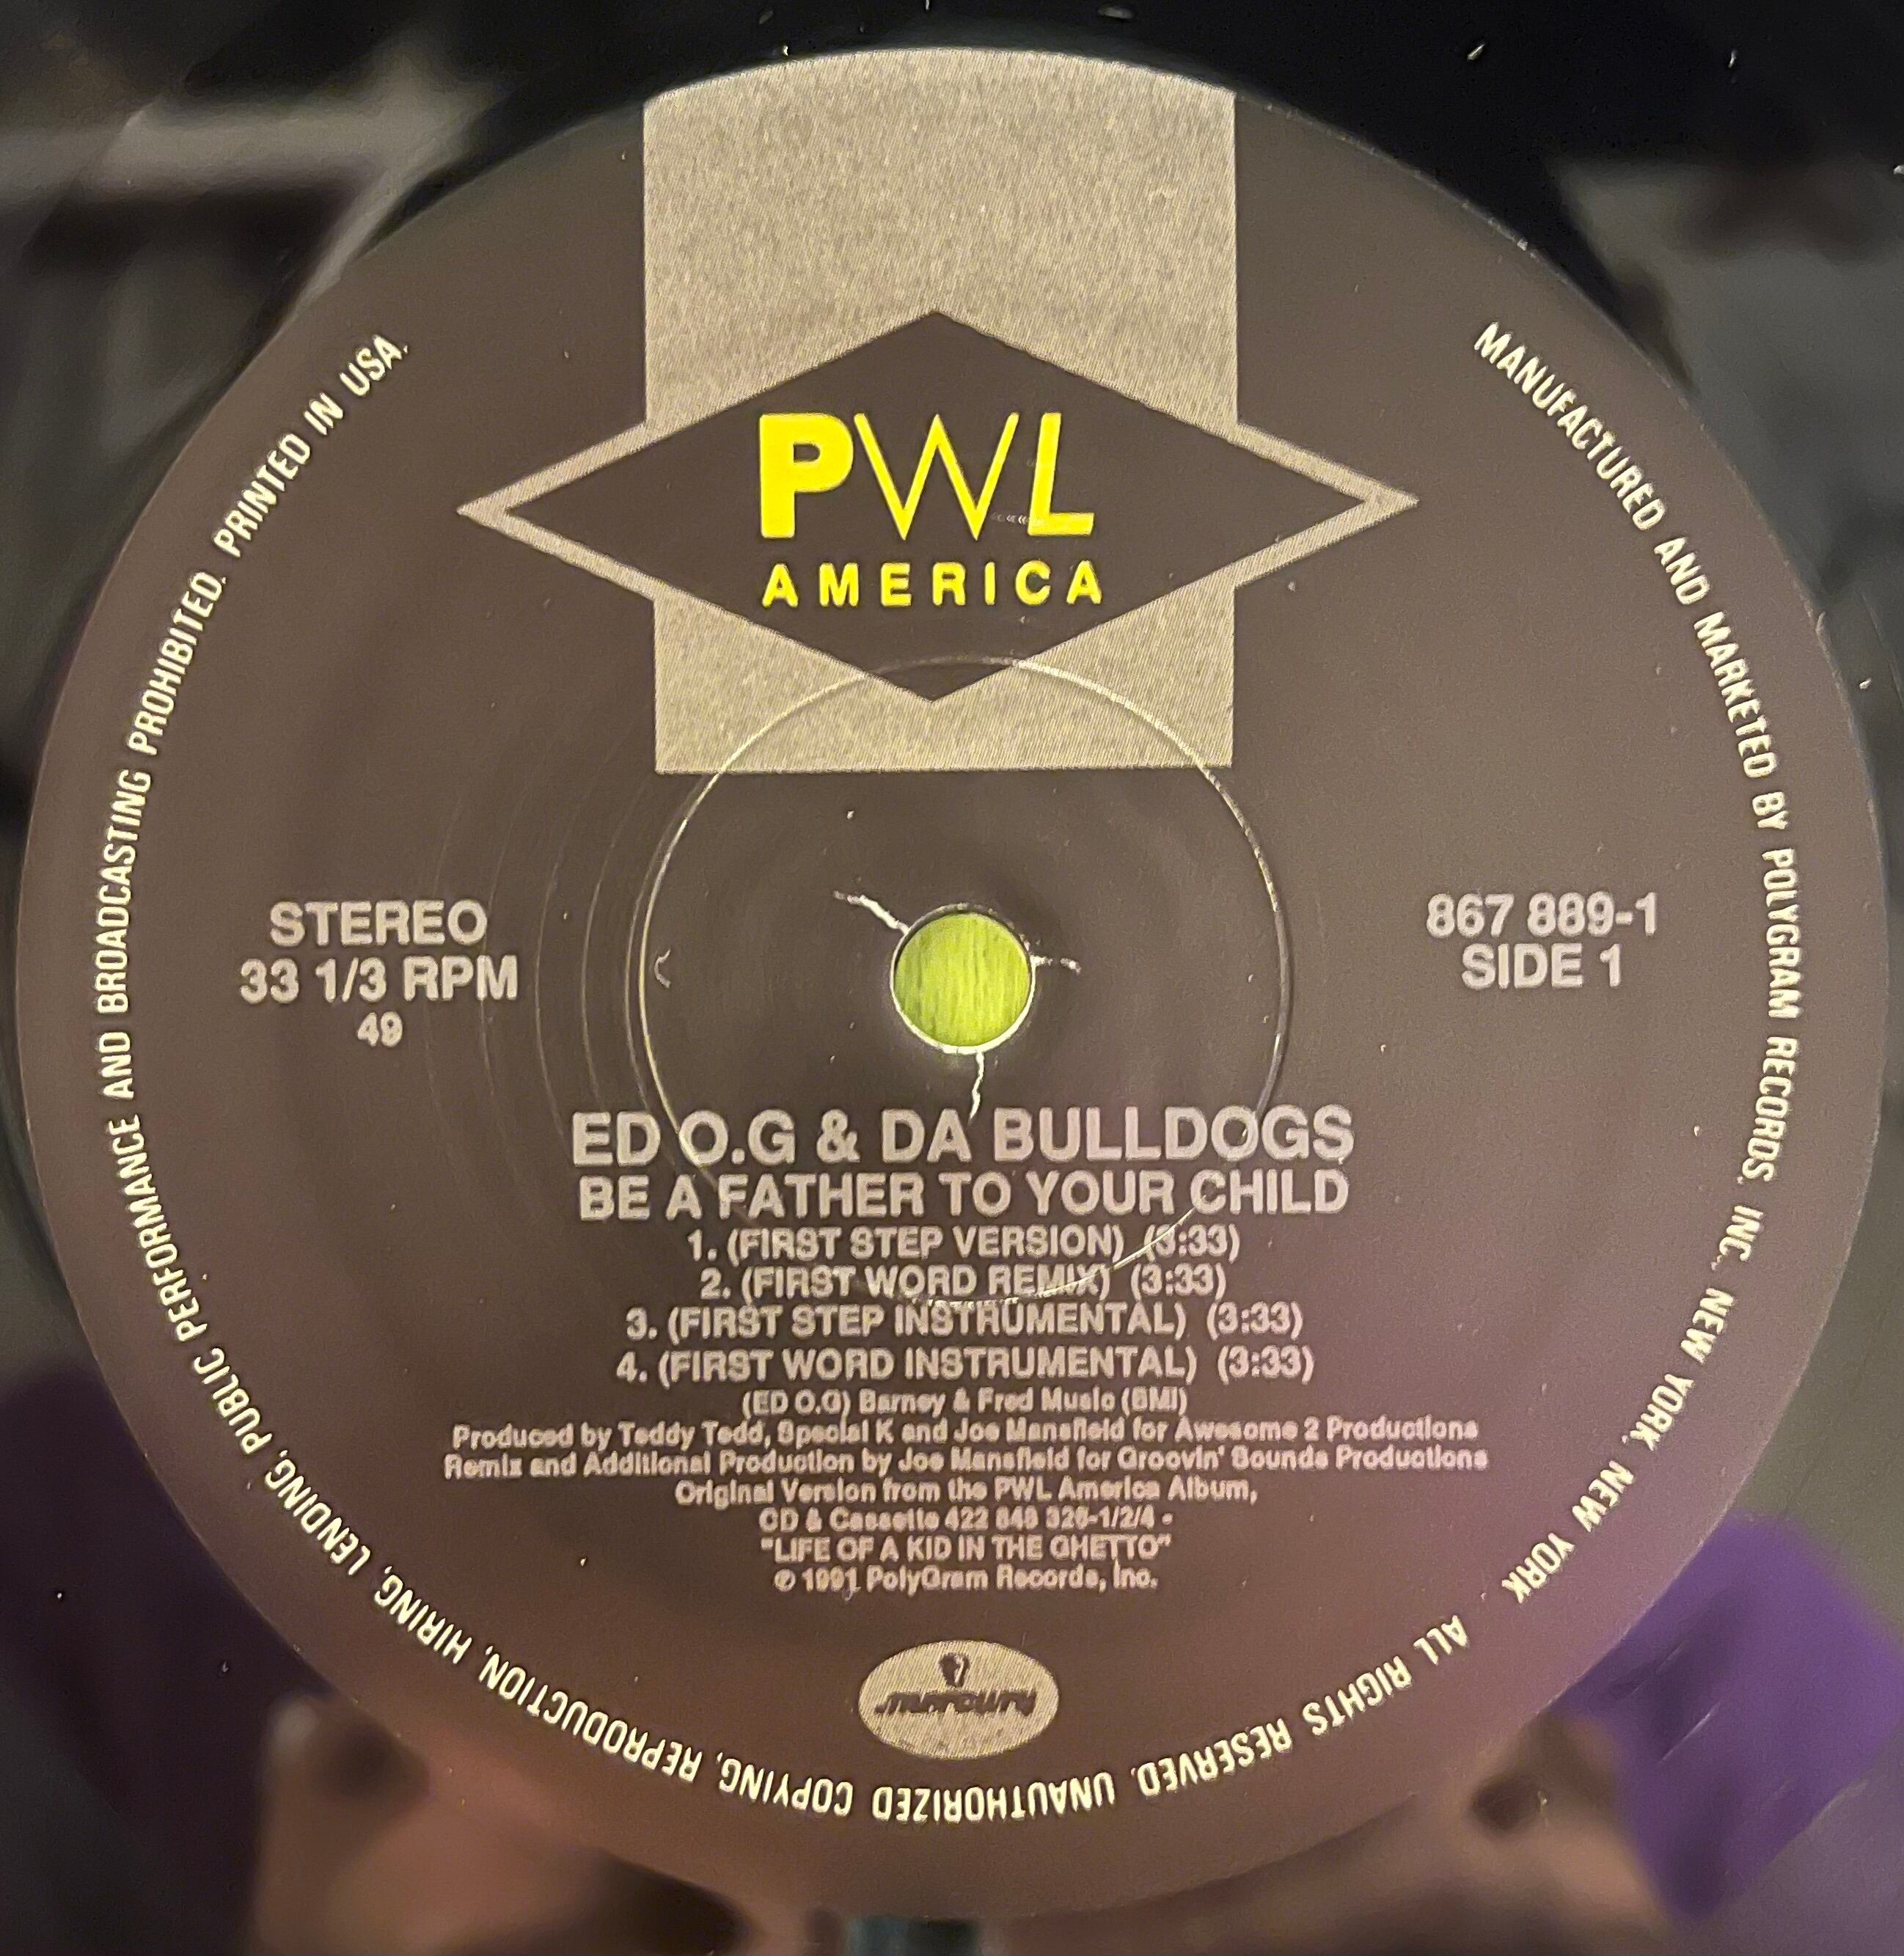 PWL
AMERICA
STEREO
33 1/3 RPM
49
867 889-1
SIDE 1
ED O.G & DA BULLDOGS
BE A FATHER TO YOUR CHILD
1. (FIRST STEP VERSION) (3:33)
2. (FIRST WORD REMIX) (3:33)
3. (FIRST STEP INSTRUMENTAL) (3:33)
4. (FIRST WORD INSTRUMENTAL) (3:33)
(ED O.G) Barney & Fred Music (BMI)
Produced by Teddy Tedd, Special K and Joe Mansfield for Awesome 2 Productions
Remix and Additional Production by Joe Mansfield for Groovin' Sounds Productions
Original Version from the PWL America Album,
CD & Cassette 422 848 326-1/2/4 -
"LIFE OF A KID IN THE GHETTO"
℗ 1991 PolyGram Records, Inc.
mercury
MANUFACTURED AND MARKETED BY POLYGRAM RECORDS, INC. NEW YORK, NEW YORK. ALL RIGHTS RESERVED. UNAUTHORIZED COPYING, REPRODUCTION, HIRING, LENDING, PUBLIC PERFORMANCE AND BROADCASTING PROHIBITED. PRINTED IN USA.